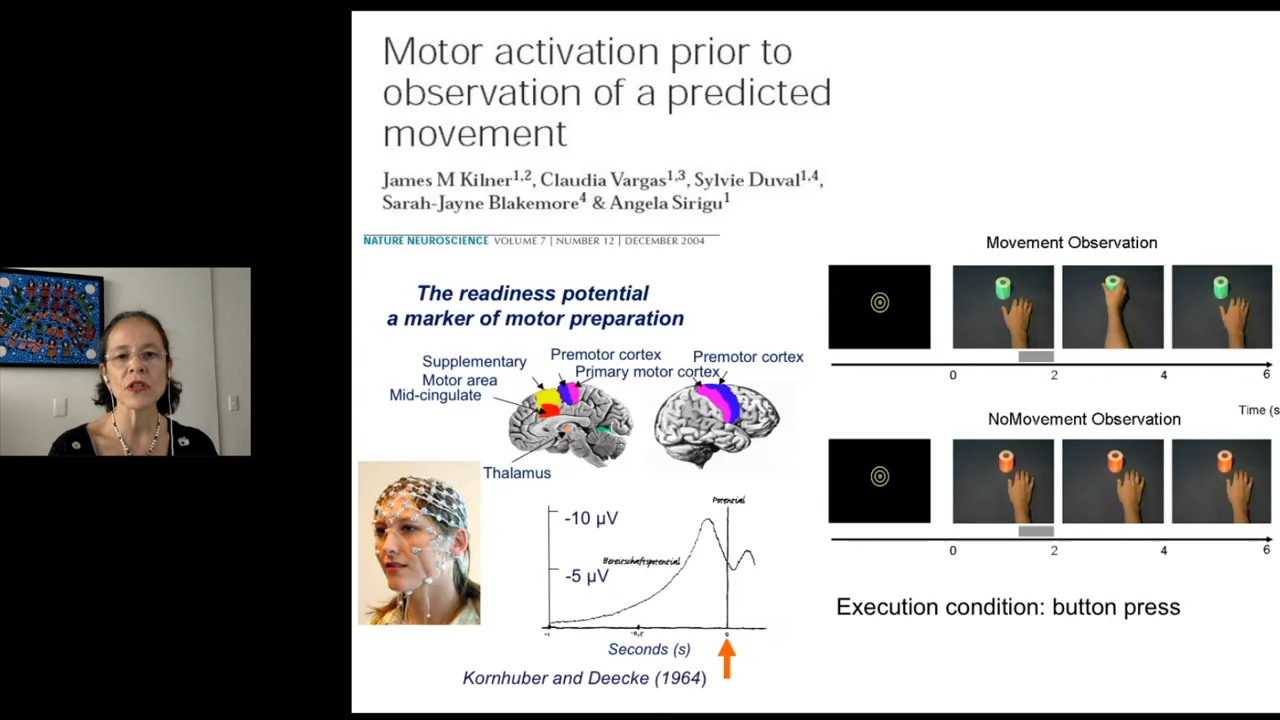 Motor activation prior to
observation of a predicted
movement
James M Kilner1,2, Claudia Vargas1,3, Sylvie Duval1,4,
Sarah-Jayne Blakemore4 & Angela Sirigu1
NATURE NEUROSCIENCE VOLUME 7 | NUMBER 12 | DECEMBER 2004
The readiness potential
a marker of motor preparation
Supplementary
Motor area
Mid-cingulate
Premotor cortex
Primary motor cortex
Premotor cortex
Thalamus
Potential
-10 µV
Bereitschaftspotential
-5 µV
-1
-0,5
0
Seconds (s)
Kornhuber and Deecke (1964)
Movement Observation
0 2 4 6
Time (s
NoMovement Observation
0 2 4 6
Execution condition: button press